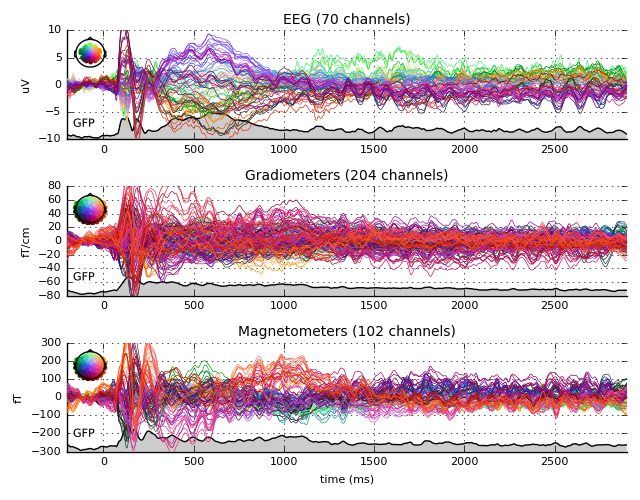 EEG (70 channels)
10
5
0
−5
−10
uV
GFP
0 500 1000 1500 2000 2500
Gradiometers (204 channels)
80
60
40
20
0
−20
−40
−60
−80
fT/cm
GFP
0 500 1000 1500 2000 2500
Magnetometers (102 channels)
300
200
100
0
−100
−200
−300
fT
GFP
0 500 1000 1500 2000 2500
time (ms)